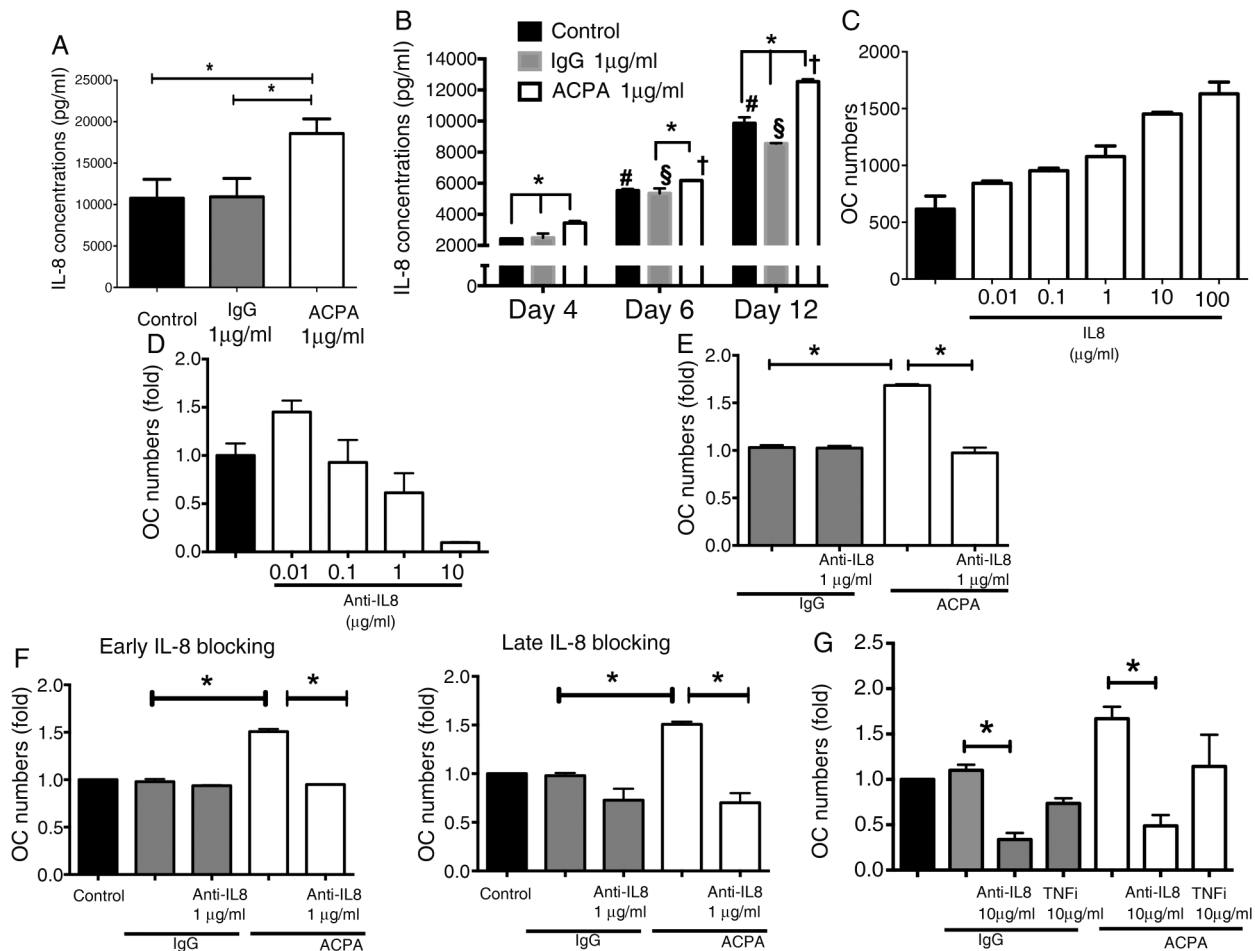 A
IL-8 concentrations (pg/ml)
25000
20000
15000
10000
5000
0
*
*
Control
IgG
1μg/ml
ACPA
1μg/ml
B
IL-8 concentrations (pg/ml)
14000
12000
10000
8000
6000
4000
2000
0
Control
IgG 1μg/ml
ACPA 1μg/ml
*
# § * †
* # § †
Day 4 Day 6 Day 12
C
OC numbers
2000
1500
1000
500
0
0.01 0.1 1 10 100
IL8
(μg/ml)
D
OC numbers (fold)
2.0
1.5
1.0
0.5
0.0
0.01 0.1 1 10
Anti-IL8
(μg/ml)
E
OC numbers (fold)
2.0
1.5
1.0
0.5
0.0
* *
Anti-IL8 Anti-IL8
1 μg/ml 1 μg/ml
IgG ACPA
F
Early IL-8 blocking
OC numbers (fold)
2.0
1.5
1.0
0.5
0.0
* *
Control
Anti-IL8 Anti-IL8
1 μg/ml 1 μg/ml
IgG ACPA
Late IL-8 blocking
OC numbers (fold)
2.0
1.5
1.0
0.5
0.0
* *
Control
Anti-IL8 Anti-IL8
1 μg/ml 1 μg/ml
IgG ACPA
G
OC numbers (fold)
2.5
2.0
1.5
1.0
0.5
0.0
* *
Anti-IL8 TNFi Anti-IL8 TNFi
10μg/ml 10μg/ml 10μg/ml 10μg/ml
IgG ACPA